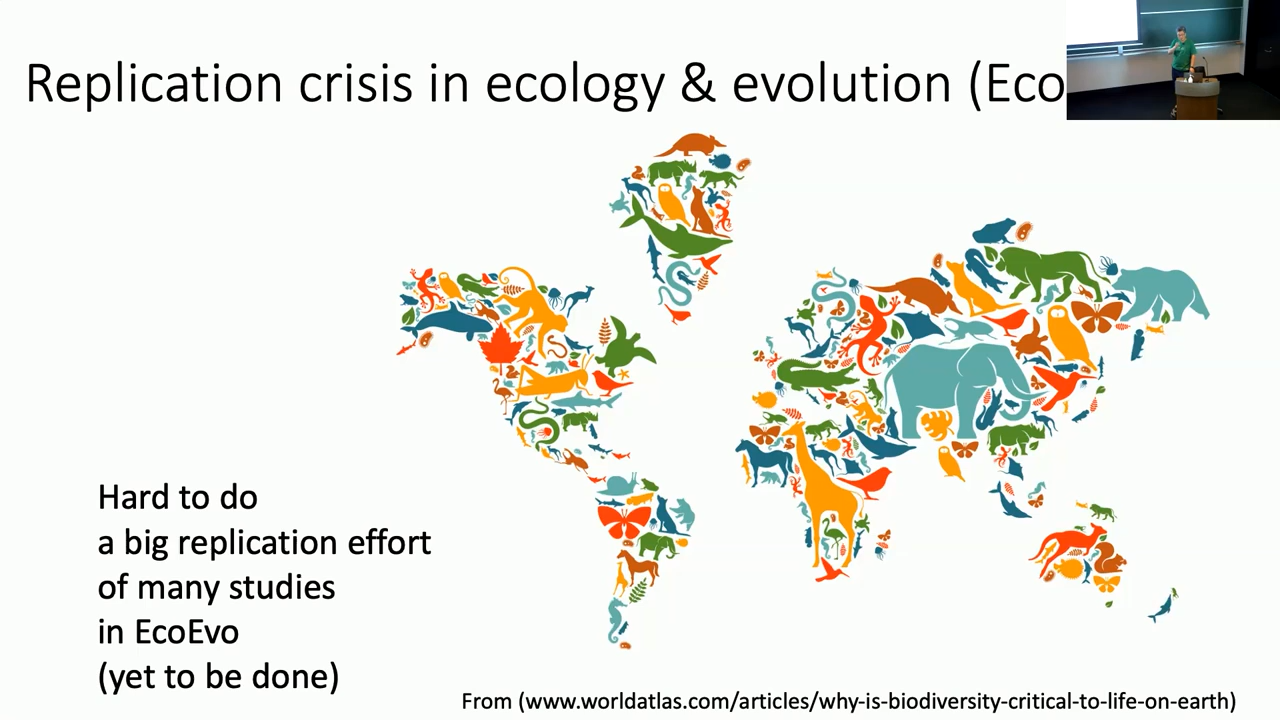 Replication crisis in ecology & evolution (Eco
Hard to do
a big replication effort
of many studies
in EcoEvo
(yet to be done)
From (www.worldatlas.com/articles/why-is-biodiversity-critical-to-life-on-earth)